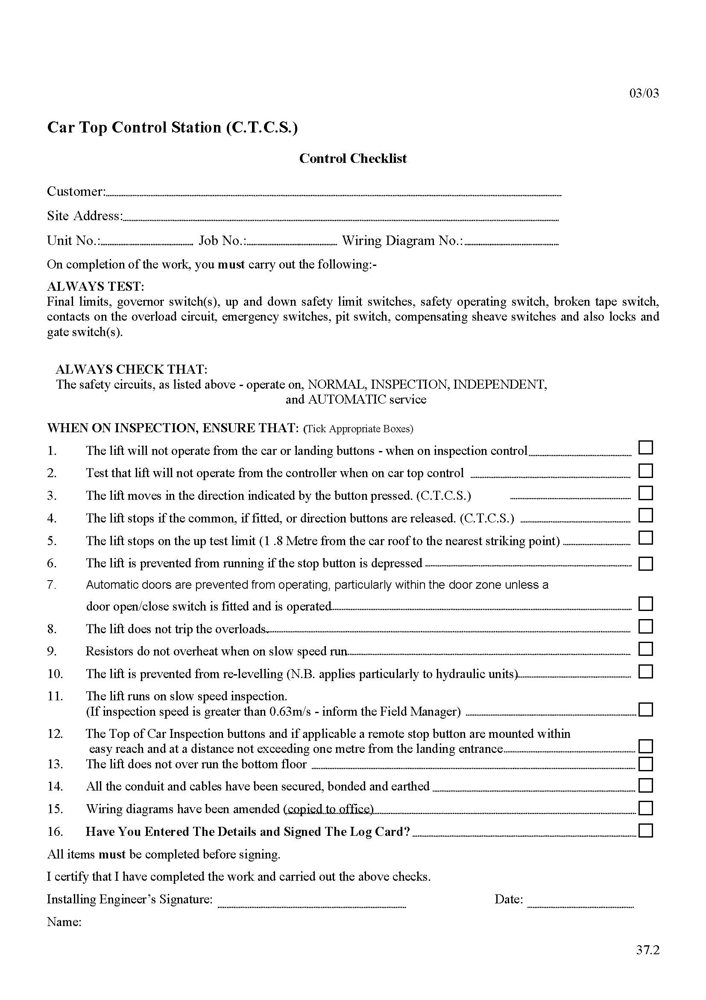 03/03
Car Top Control Station (C.T.C.S.)
Control Checklist
Customer:
Site Address:
Unit No.: Job No.: Wiring Diagram No.:
On completion of the work, you must carry out the following:-
ALWAYS TEST:
Final limits, governor switch(s), up and down safety limit switches, safety operating switch, broken tape switch,
contacts on the overload circuit, emergency switches, pit switch, compensating sheave switches and also locks and
gate switch(s).
ALWAYS CHECK THAT:
The safety circuits, as listed above - operate on, NORMAL, INSPECTION, INDEPENDENT,
and AUTOMATIC service
WHEN ON INSPECTION, ENSURE THAT: (Tick Appropriate Boxes)
1. The lift will not operate from the car or landing buttons - when on inspection control
2. Test that lift will not operate from the controller when on car top control
3. The lift moves in the direction indicated by the button pressed. (C.T.C.S.)
4. The lift stops if the common, if fitted, or direction buttons are released. (C.T.C.S.)
5. The lift stops on the up test limit (1 .8 Metre from the car roof to the nearest striking point)
6. The lift is prevented from running if the stop button is depressed
7. Automatic doors are prevented from operating, particularly within the door zone unless a
door open/close switch is fitted and is operated
8. The lift does not trip the overloads.
9. Resistors do not overheat when on slow speed run
10. The lift is prevented from re-levelling (N.B. applies particularly to hydraulic units)
11. The lift runs on slow speed inspection.
(If inspection speed is greater than 0.63m/s - inform the Field Manager)
12. The Top of Car Inspection buttons and if applicable a remote stop button are mounted within
easy reach and at a distance not exceeding one metre from the landing entrance
13. The lift does not over run the bottom floor
14. All the conduit and cables have been secured, bonded and earthed
15. Wiring diagrams have been amended (copied to office)
16. Have You Entered The Details and Signed The Log Card?
All items must be completed before signing.
I certify that I have completed the work and carried out the above checks.
Installing Engineer’s Signature: Date:
Name:
37.2